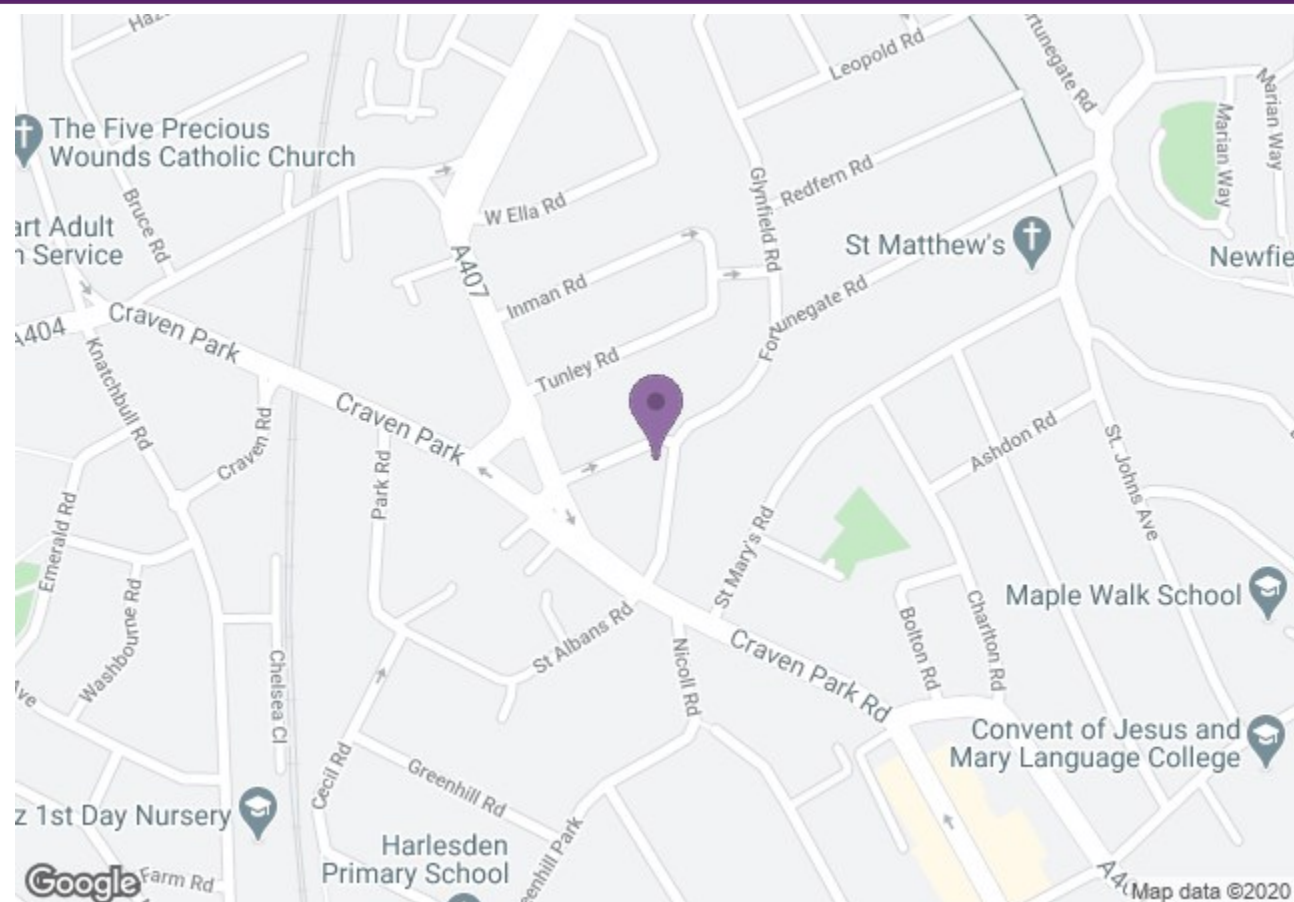 Leopold Rd
Marian Way
Marian Way
The Five Precious
Wounds Catholic Church
Bruce Rd
W Ella Rd
Glynfield Rd
Redfern Rd
art Adult
n Service
St Matthew's
Newfie
A407
Inman Rd
Fortunegate Rd
A404
Craven Park
Knatchbull Rd
Tunley Rd
Craven Park
Craven Rd
Park Rd
Ashdon Rd
St. Johns Ave
Emerald Rd
St Mary's Rd
Washbourne Rd
Maple Walk School
Bolton Rd
Charlton Rd
St Albans Rd
Nicoll Rd
Craven Park Rd
Chelsea Cl
Ave
Convent of Jesus and
Mary Language College
Cecil Rd
Greenhill Rd
z 1st Day Nursery
Harlesden
Primary School
eenhill Park
Google
Farm Rd
Map data ©2020